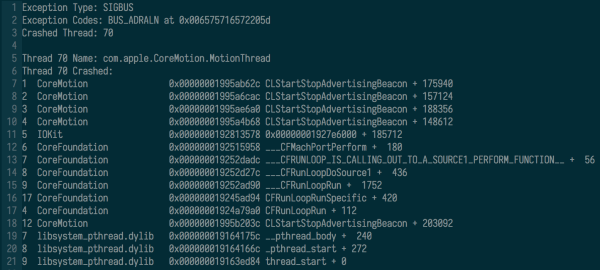 1 Exception Type: SIGBUS
2 Exception Codes: BUS_ADRALN at 0x006575716572205d
3 Crashed Thread: 70
4
5 Thread 70 Name: com.apple.CoreMotion.MotionThread
6 Thread 70 Crashed:
7 1 CoreMotion 0x00000001995ab62c CLStartStopAdvertisingBeacon + 175940
8 2 CoreMotion 0x00000001995a6cac CLStartStopAdvertisingBeacon + 157124
9 3 CoreMotion 0x00000001995ae6a0 CLStartStopAdvertisingBeacon + 188356
10 4 CoreMotion 0x00000001995a4b68 CLStartStopAdvertisingBeacon + 148612
11 5 IOKit 0x0000000192813578 0x00000001927e6000 + 185712
12 6 CoreFoundation 0x0000000192515958 ___CFMachPortPerform + 180
13 7 CoreFoundation 0x000000019252dadc ___CFRUNLOOP_IS_CALLING_OUT_TO_A_SOURCE1_PERFORM_FUNCTION__ + 56
14 8 CoreFoundation 0x000000019252d27c ___CFRunLoopDoSource1 + 436
15 9 CoreFoundation 0x000000019252ad90 ___CFRunLoopRun + 1752
16 17 CoreFoundation 0x0000000019245ad94 CFRunLoopRunSpecific + 420
17 4 CoreFoundation 0x00000001924a79a0 CFRunLoopRun + 112
18 12 CoreMotion 0x00000001995b203c CLStartStopAdvertisingBeacon + 203092
19 7 libsystem_pthread.dylib 0x000000019164175c __pthread_body + 240
20 8 libsystem_pthread.dylib 0x000000019164166c _pthread_start + 272
21 9 libsystem_pthread.dylib 0x000000019163ed84 thread_start + 0